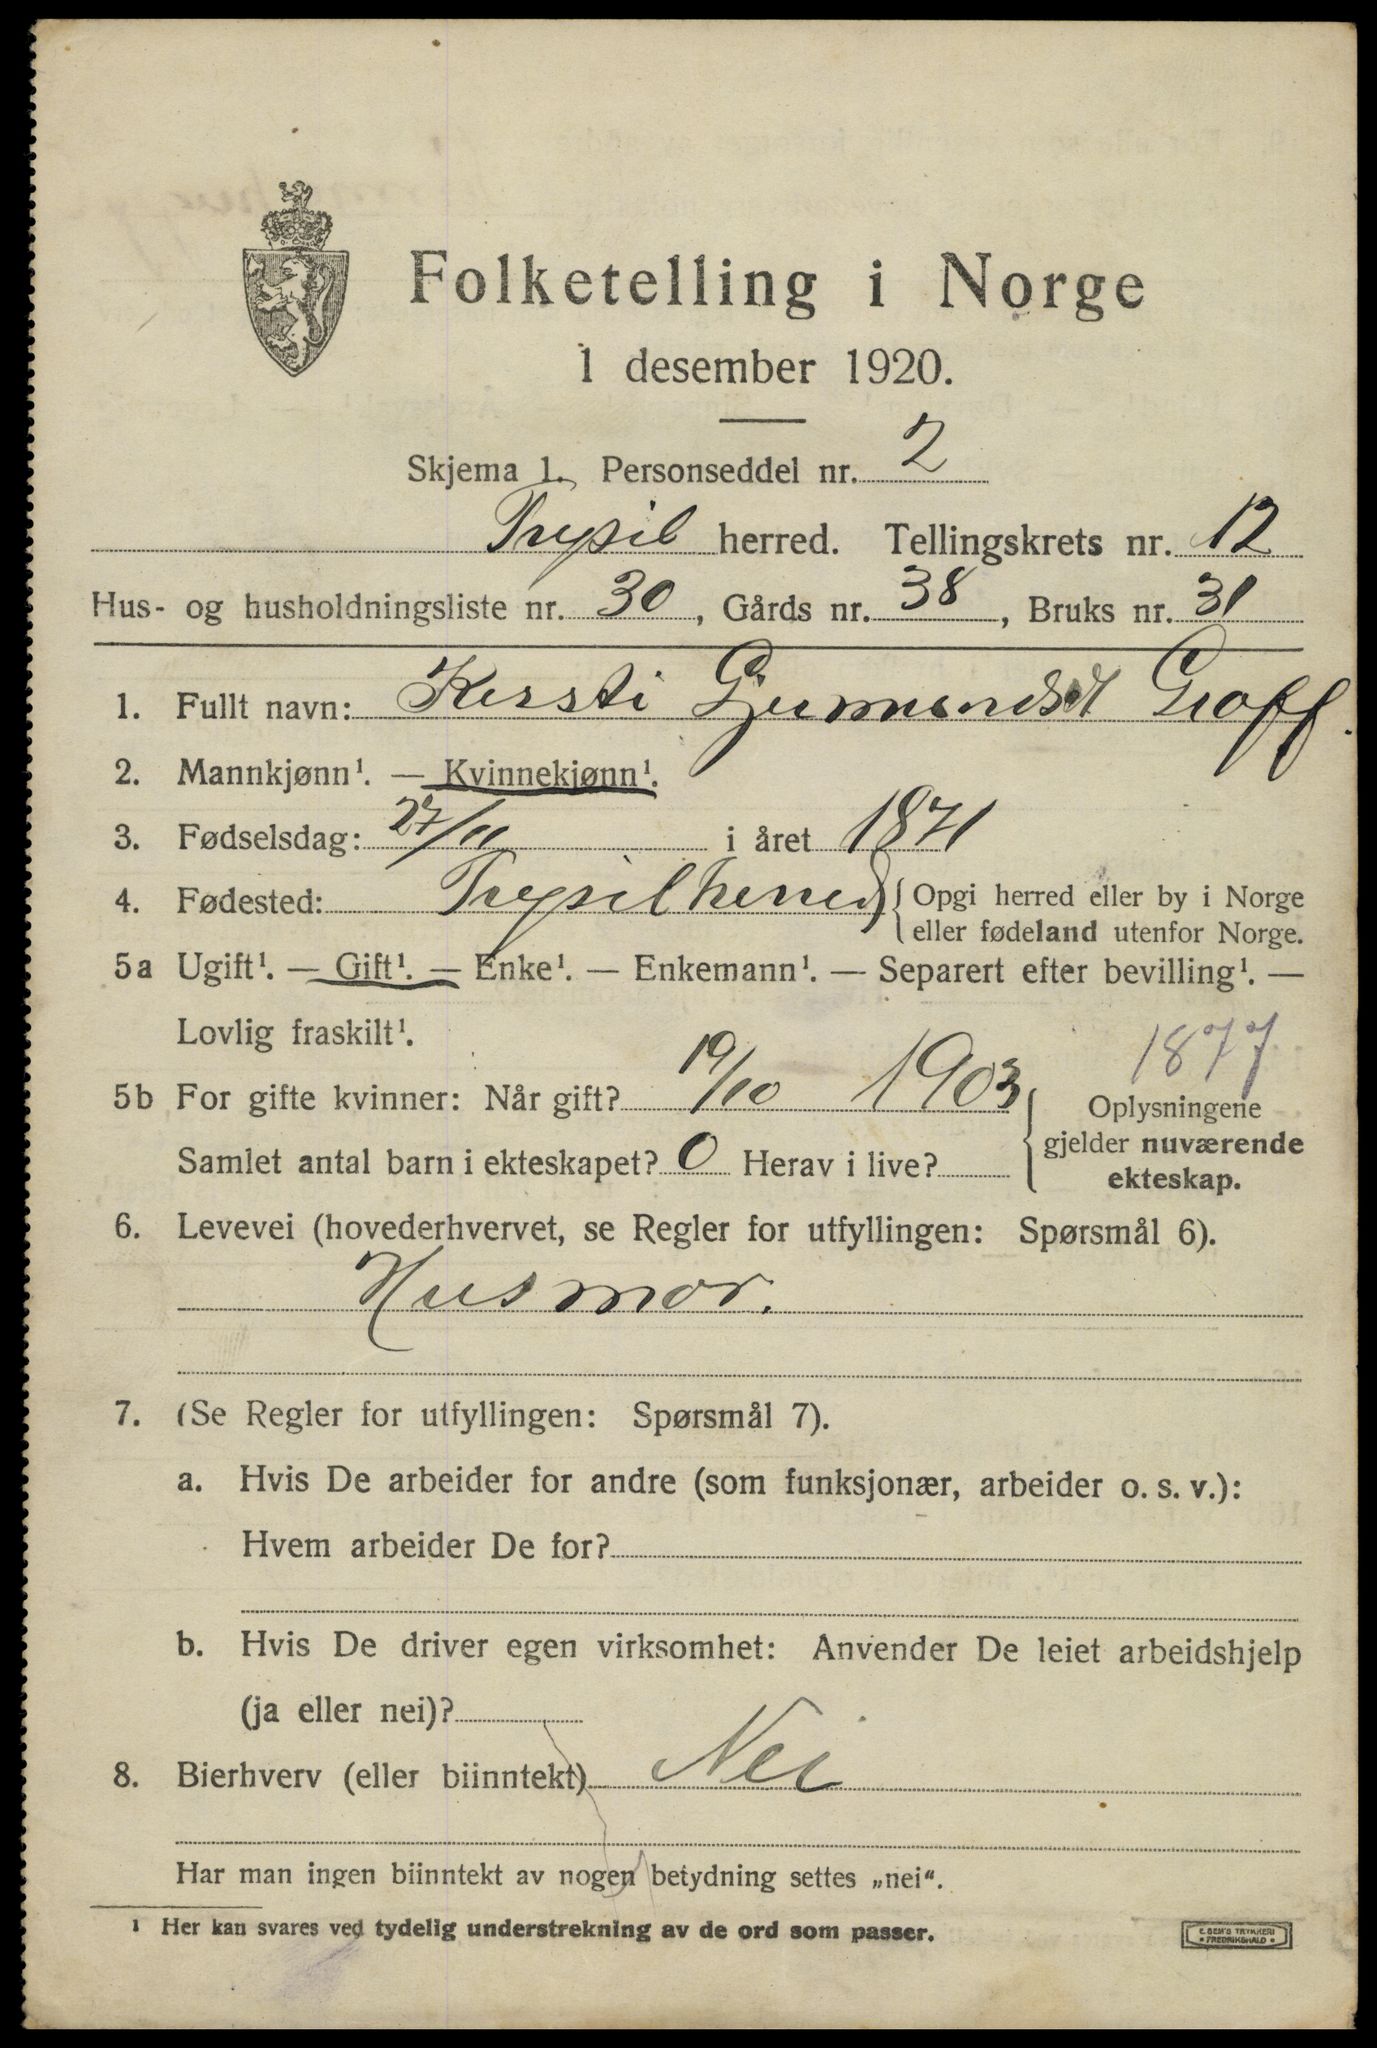 Folketelling i Norge
1 desember 1920.
Skjema 1. Personseddel nr. 2
Trysil herred. Tellingskrets nr. 12
Hus- og husholdningsliste nr. 30, Gårds nr. 38, Bruks nr. 31
1. Fullt navn: Kersti Graff.
2. Mannkjønn¹. — Kvinnekjønn¹.
3. Fødselsdag: 27/11 i året 1871
4. Fødested: Trysil herred {Opgi herred eller by i Norge
eller fødeland utenfor Norge.
5a Ugift¹. — Gift¹. — Enke¹. — Enkemann¹. — Separert efter bevilling¹. —
Lovlig fraskilt¹.
1877
5b For gifte kvinner: Når gift? 19/10 1903 { Oplysningene
Samlet antal barn i ekteskapet? 0 Herav i live? gjelder nuværende
ekteskap.
6. Levevei (hovederhvervet, se Regler for utfyllingen: Spørsmål 6).
Husmor.
7. (Se Regler for utfyllingen: Spørsmål 7).
a. Hvis De arbeider for andre (som funksjonær, arbeider o. s. v.):
Hvem arbeider De for?
b. Hvis De driver egen virksomhet: Anvender De leiet arbeidshjelp
(ja eller nei)?
8. Bierhverv (eller biinntekt) Nei
Har man ingen biinntekt av nogen betydning settes „nei“.
¹ Her kan svares ved tydelig understrekning av de ord som passer.
E. SEM'S TRYKKERI
• FREDRIKSHALD •